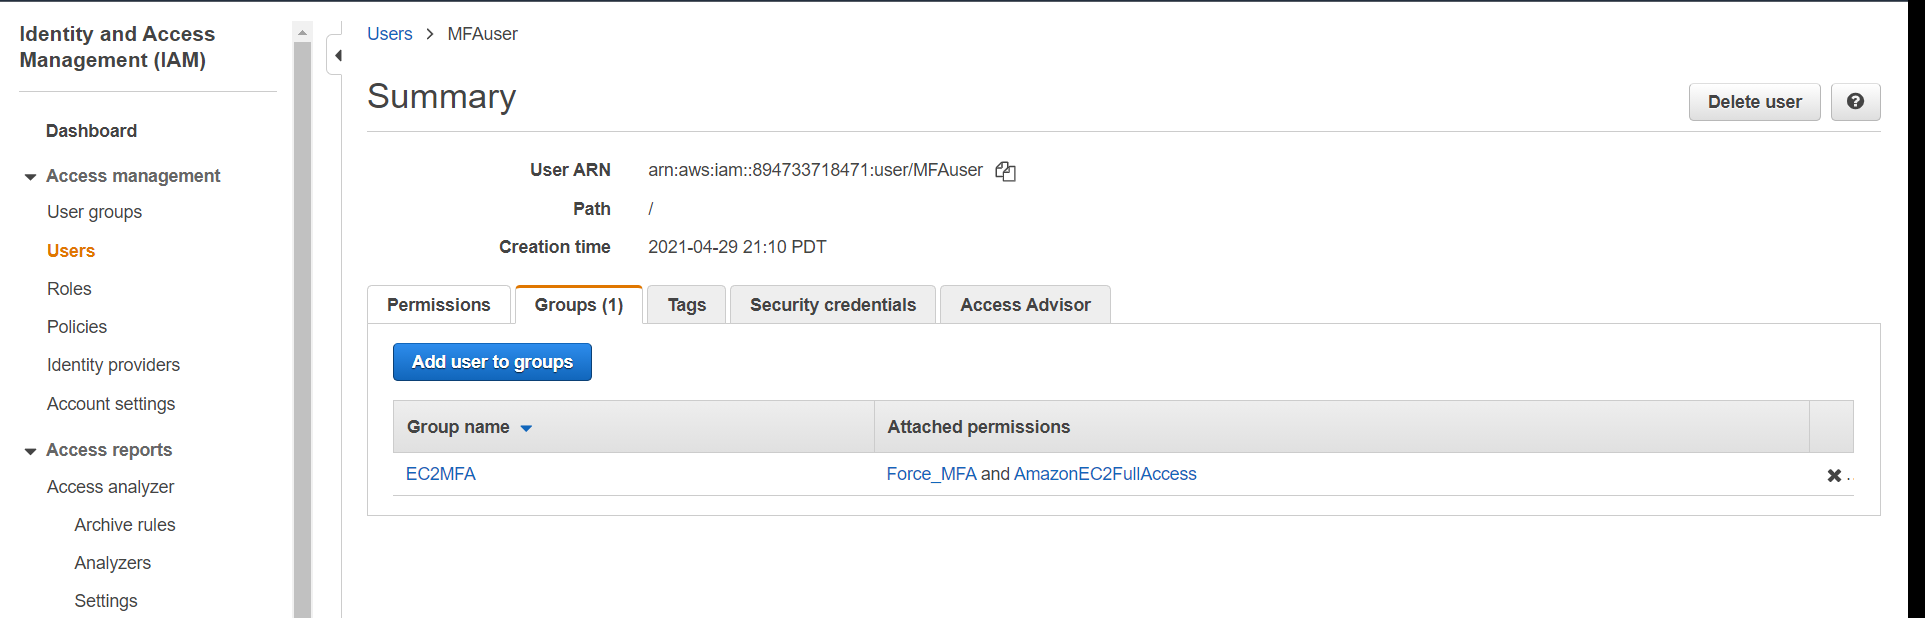 Identity and Access
Management (IAM)
Dashboard
Access management
User groups
Users
Roles
Policies
Identity providers
Account settings
Access reports
Access analyzer
Archive rules
Analyzers
Settings
Users > MFAuser
Summary
Delete user
?
User ARN arn:aws:iam::894733718471:user/MFAuser
Path /
Creation time 2021-04-29 21:10 PDT
Permissions Groups (1) Tags Security credentials Access Advisor
Add user to groups
Group name Attached permissions
EC2MFA Force_MFA and AmazonEC2FullAccess